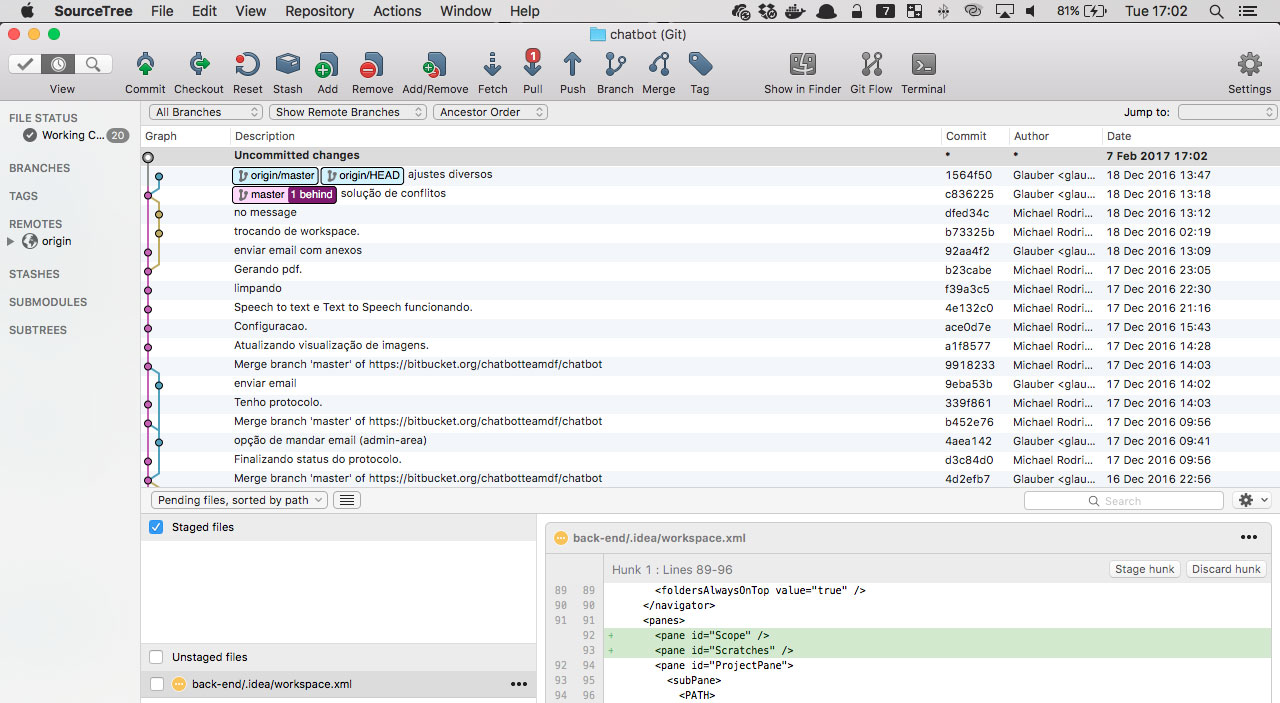 SourceTree File Edit View Repository Actions Window Help 7 81% Tue 17:02
chatbot (Git)
1
View Commit Checkout Reset Stash Add Remove Add/Remove Fetch Pull Push Branch Merge Tag Show in Finder Git Flow Terminal Settings
FILE STATUS
Working C... 20
BRANCHES
TAGS
REMOTES
origin
STASHES
SUBMODULES
SUBTREES
All Branches Show Remote Branches Ancestor Order Jump to:
Graph Description Commit Author Date
Uncommitted changes * * 7 Feb 2017 17:02
origin/master origin/HEAD ajustes diversos 1564f50 Glauber <glau... 18 Dec 2016 13:47
master 1 behind solução de conflitos c836225 Glauber <glau... 18 Dec 2016 13:18
no message dfed34c Michael Rodri... 18 Dec 2016 13:12
trocando de workspace. b73325b Michael Rodri... 18 Dec 2016 02:19
enviar email com anexos 92aa4f2 Glauber <glau... 18 Dec 2016 13:09
Gerando pdf. b23cabe Michael Rodri... 17 Dec 2016 23:05
limpando f39a3c5 Michael Rodri... 17 Dec 2016 22:30
Speech to text e Text to Speech funcionando. 4e132c0 Michael Rodri... 17 Dec 2016 21:16
Configuracao. ace0d7e Michael Rodri... 17 Dec 2016 15:43
Atualizando visualização de imagens. a1f8577 Michael Rodri... 17 Dec 2016 14:28
Merge branch 'master' of https://bitbucket.org/chatbotteamdf/chatbot 9918233 Michael Rodri... 17 Dec 2016 14:03
enviar email 9eba53b Glauber <glau... 17 Dec 2016 14:02
Tenho protocolo. 339f861 Michael Rodri... 17 Dec 2016 14:03
Merge branch 'master' of https://bitbucket.org/chatbotteamdf/chatbot b452e76 Michael Rodri... 17 Dec 2016 09:56
opção de mandar email (admin-area) 4aea142 Glauber <glau... 17 Dec 2016 09:41
Finalizando status do protocolo. d3c84d0 Michael Rodri... 17 Dec 2016 09:56
Merge branch 'master' of https://bitbucket.org/chatbotteamdf/chatbot 4d2efb7 Michael Rodri... 16 Dec 2016 22:56
Pending files, sorted by path Search
Staged files
Unstaged files
back-end/.idea/workspace.xml •••
back-end/.idea/workspace.xml •••
Hunk 1 : Lines 89-96 Stage hunk Discard hunk
89 89 <foldersAlwaysOnTop value="true" />
90 90 </navigator>
91 91 <panes>
92 + <pane id="Scope" />
93 + <pane id="Scratches" />
92 94 <pane id="ProjectPane">
93 95 <subPane>
94 96 <PATH>